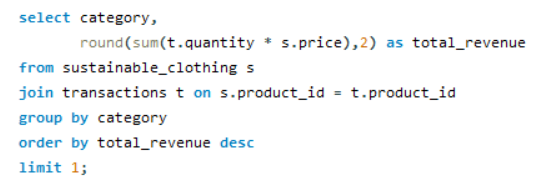 select category,
       round(sum(t.quantity * s.price),2) as total_revenue
from sustainable_clothing s
join transactions t on s.product_id = t.product_id
group by category
order by total_revenue desc
limit 1;